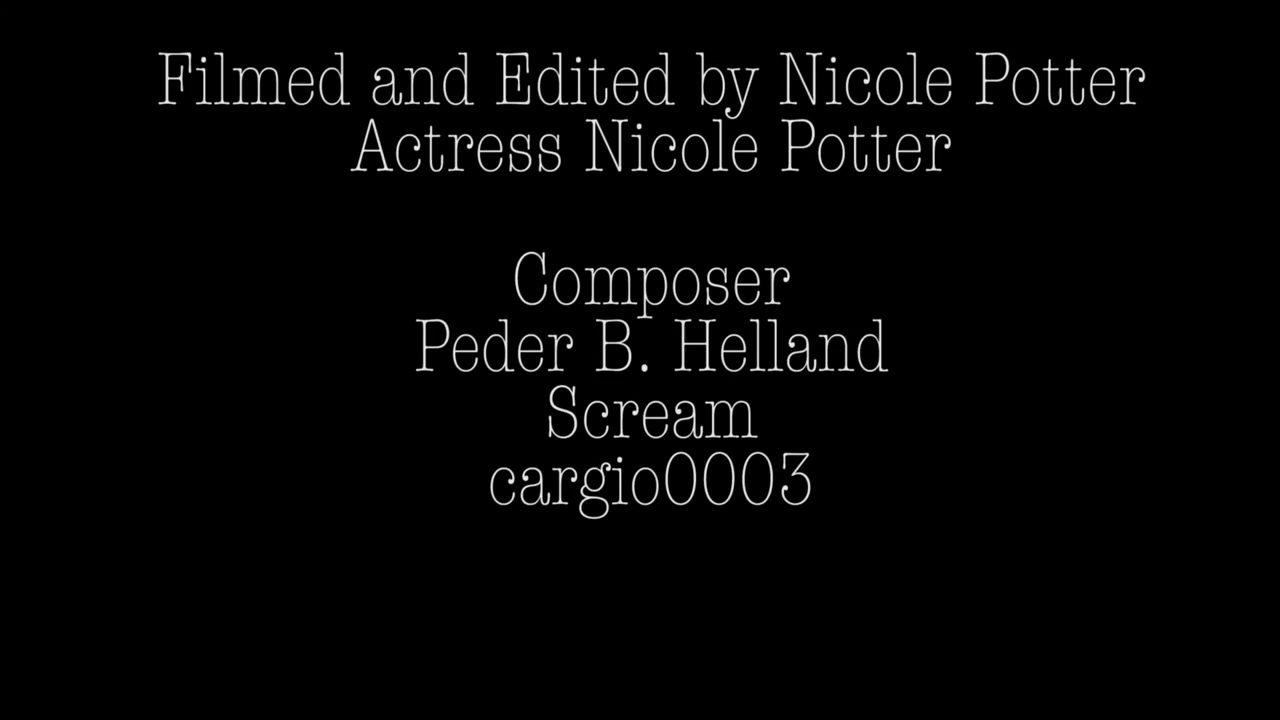 Filmed and Edited by Nicole Potter
Actress Nicole Potter
Composer
Peder B. Helland
Scream
cargio0003